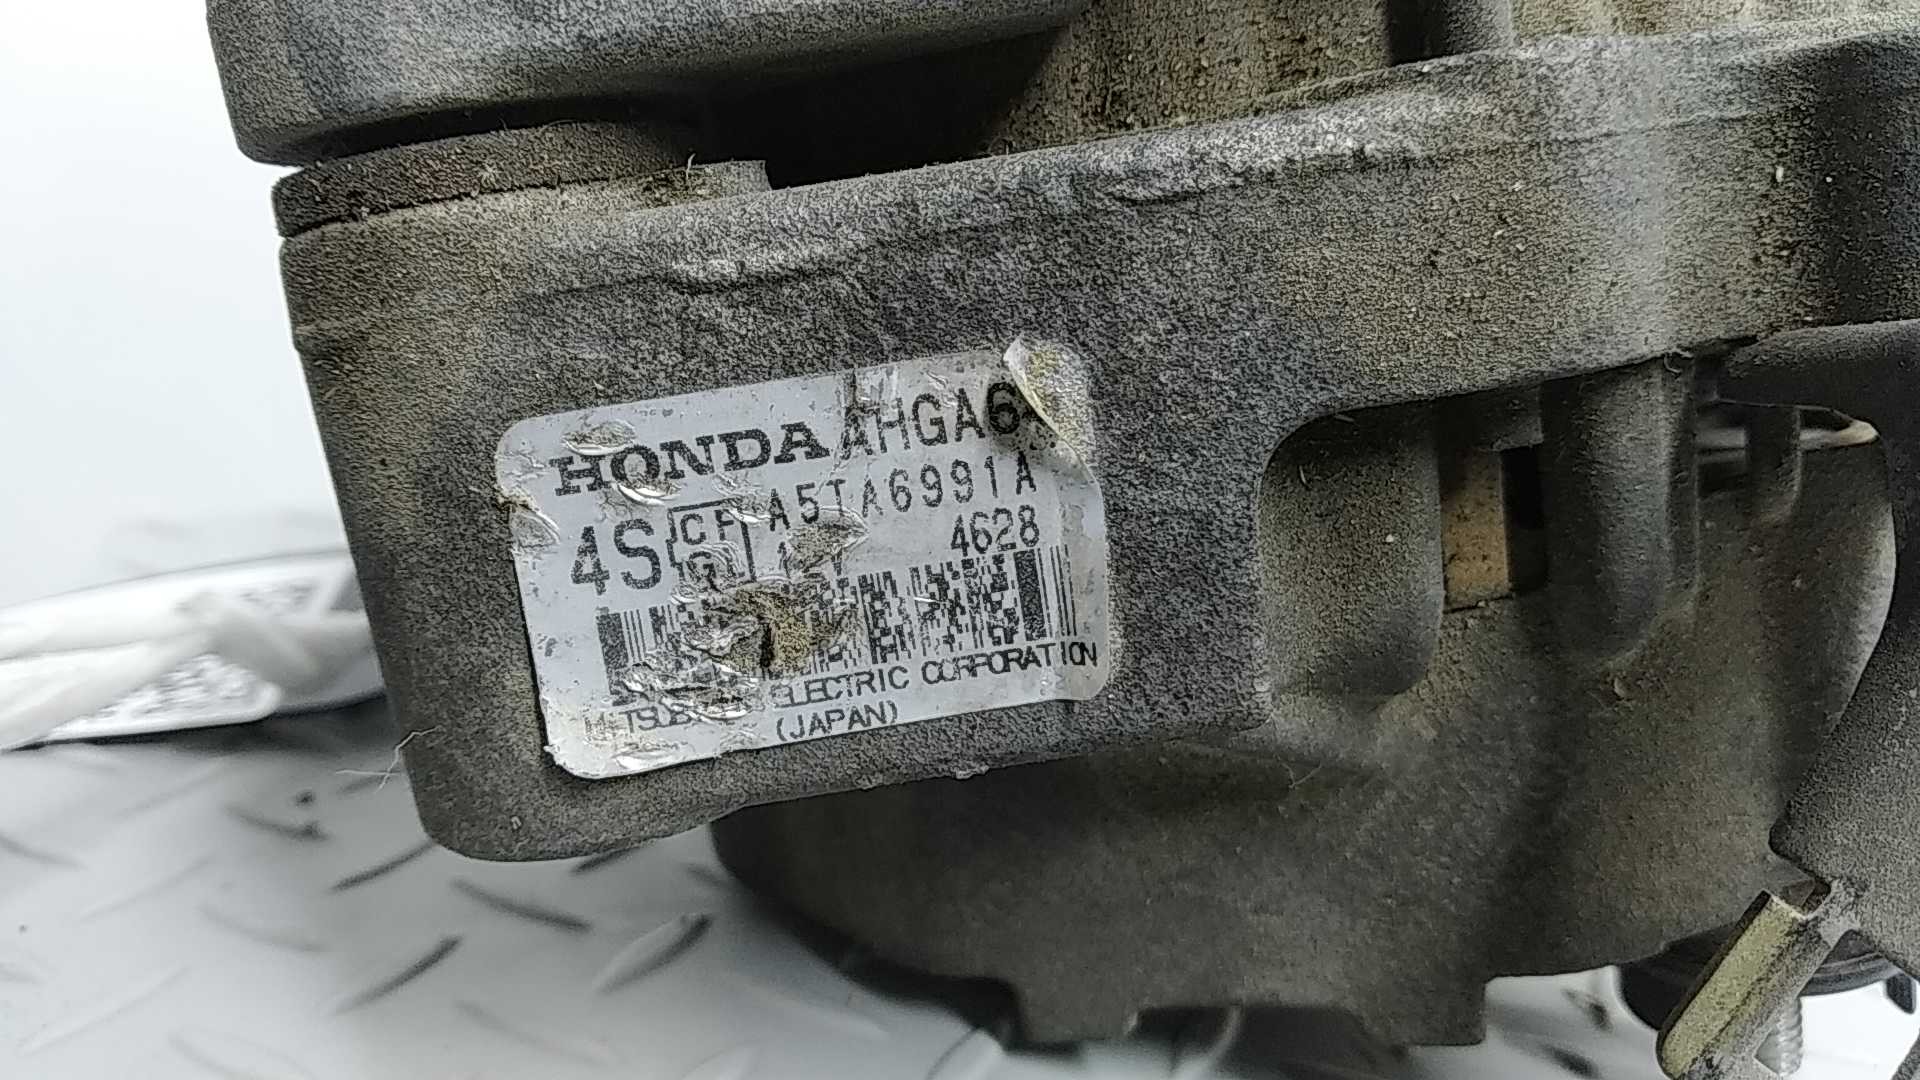 HONDA AHGA6
4S CF A5TA6991A
4628
ELECTRIC CORPORATION
(JAPAN)